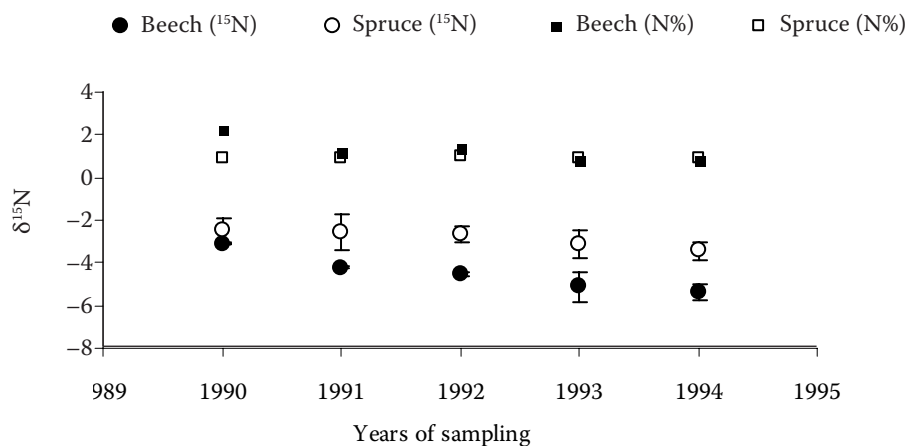 Beech (¹⁵N) Spruce (¹⁵N) Beech (N%) Spruce (N%)
4
2
0
−2
−4
−6
−8
δ¹⁵N
989 1990 1991 1992 1993 1994 1995
Years of sampling